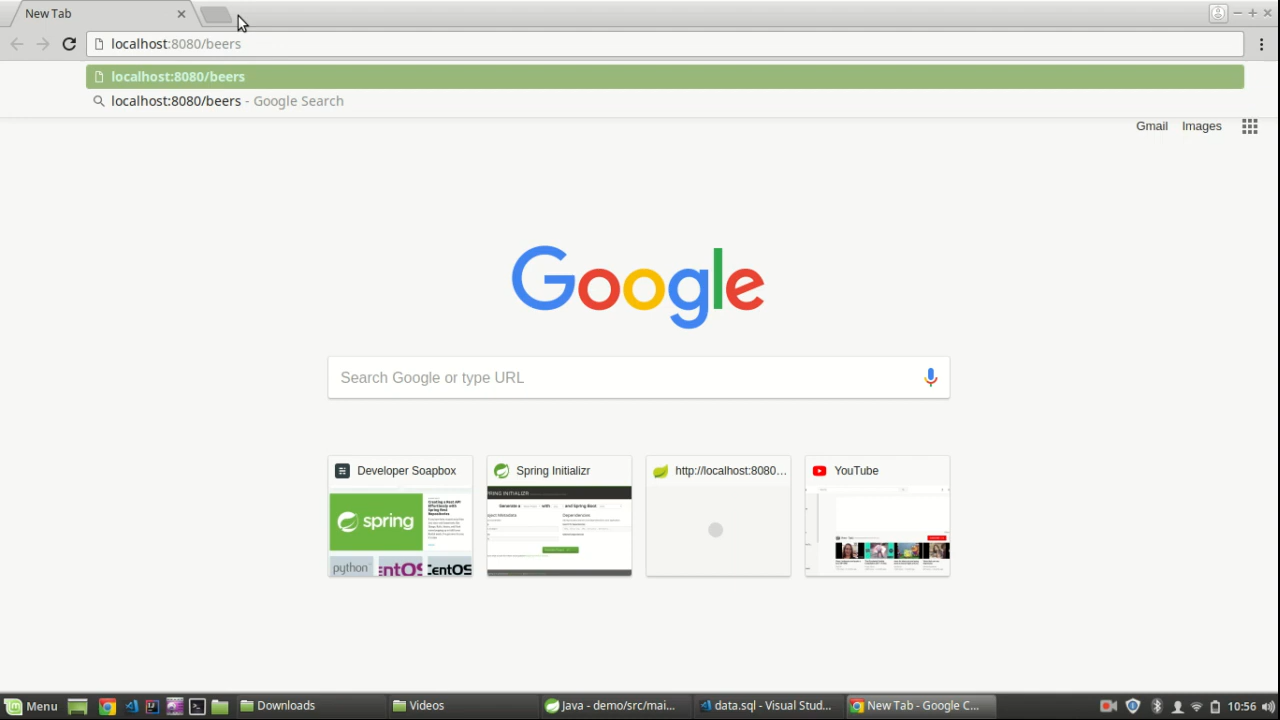 New Tab
localhost:8080/beers
localhost:8080/beers
localhost:8080/beers - Google Search
Gmail Images
Google
Search Google or type URL
Developer Soapbox
Spring Initializr
http://localhost:8080...
YouTube
spring
python
CentOS
Menu
Downloads
Videos
Java - demo/src/mai...
data.sql - Visual Stud...
New Tab - Google C...
10:56